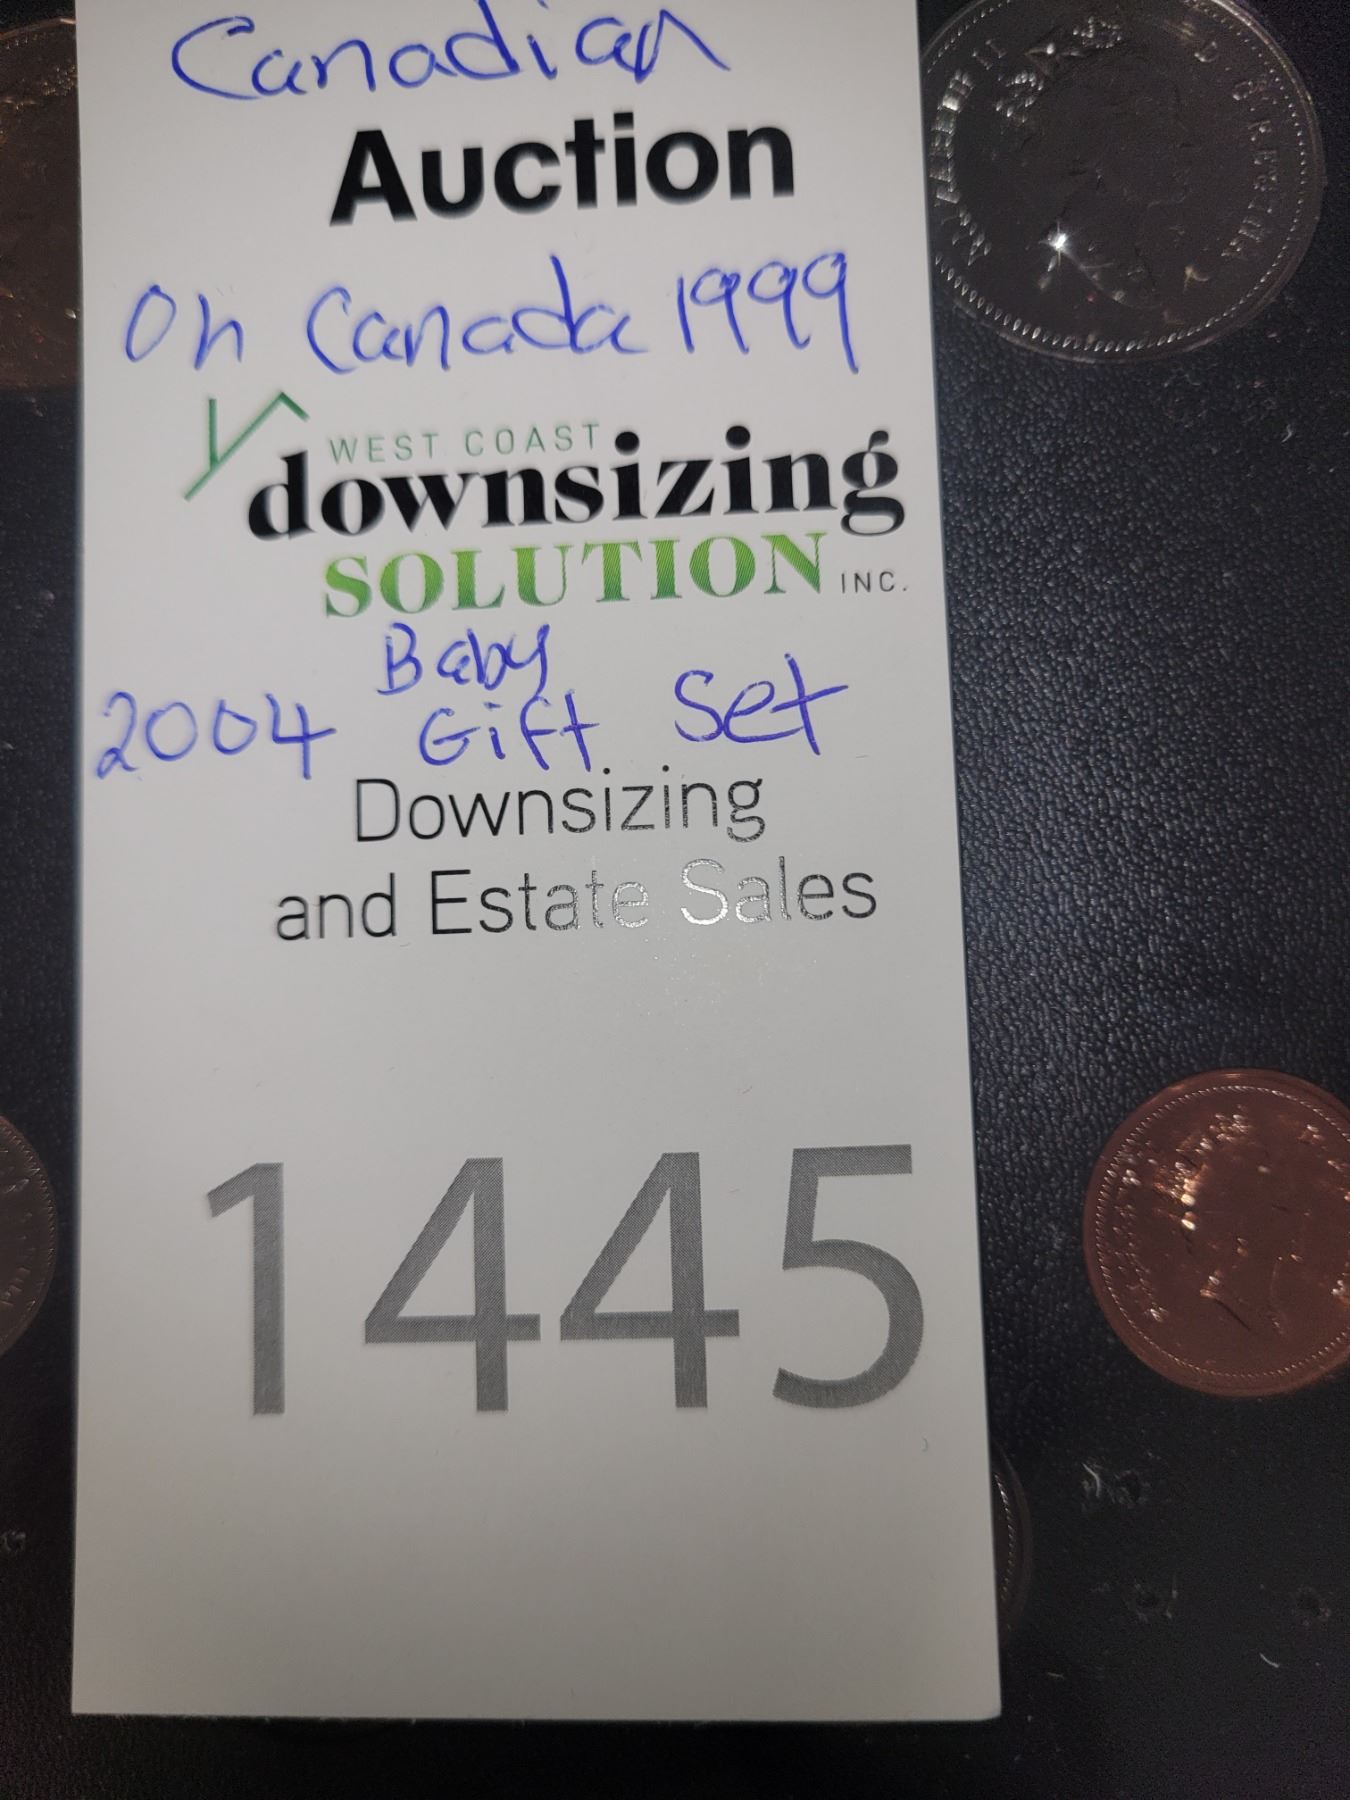 Canadian
Auction
Oh Canada 1999
WEST COAST
downsizing
SOLUTION INC.
Baby
2004 Gift Set
Downsizing
and Estate Sales
1445